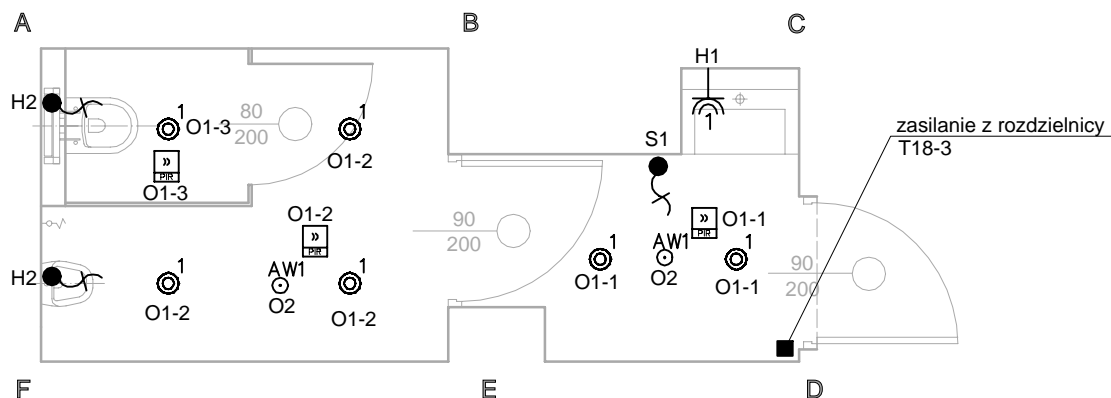 A
B
C
H1
H2
1
O1-3
80
200
1
O1-2
1
S1
zasilanie z rozdzielnicy
T18-3
»
PIR
O1-3
O1-2
»
PIR
90
200
»
PIR
O1-1
AW1
O2
1
O1-1
1
O1-1
90
200
H2
1
O1-2
AW1
O2
1
O1-2
F
E
D